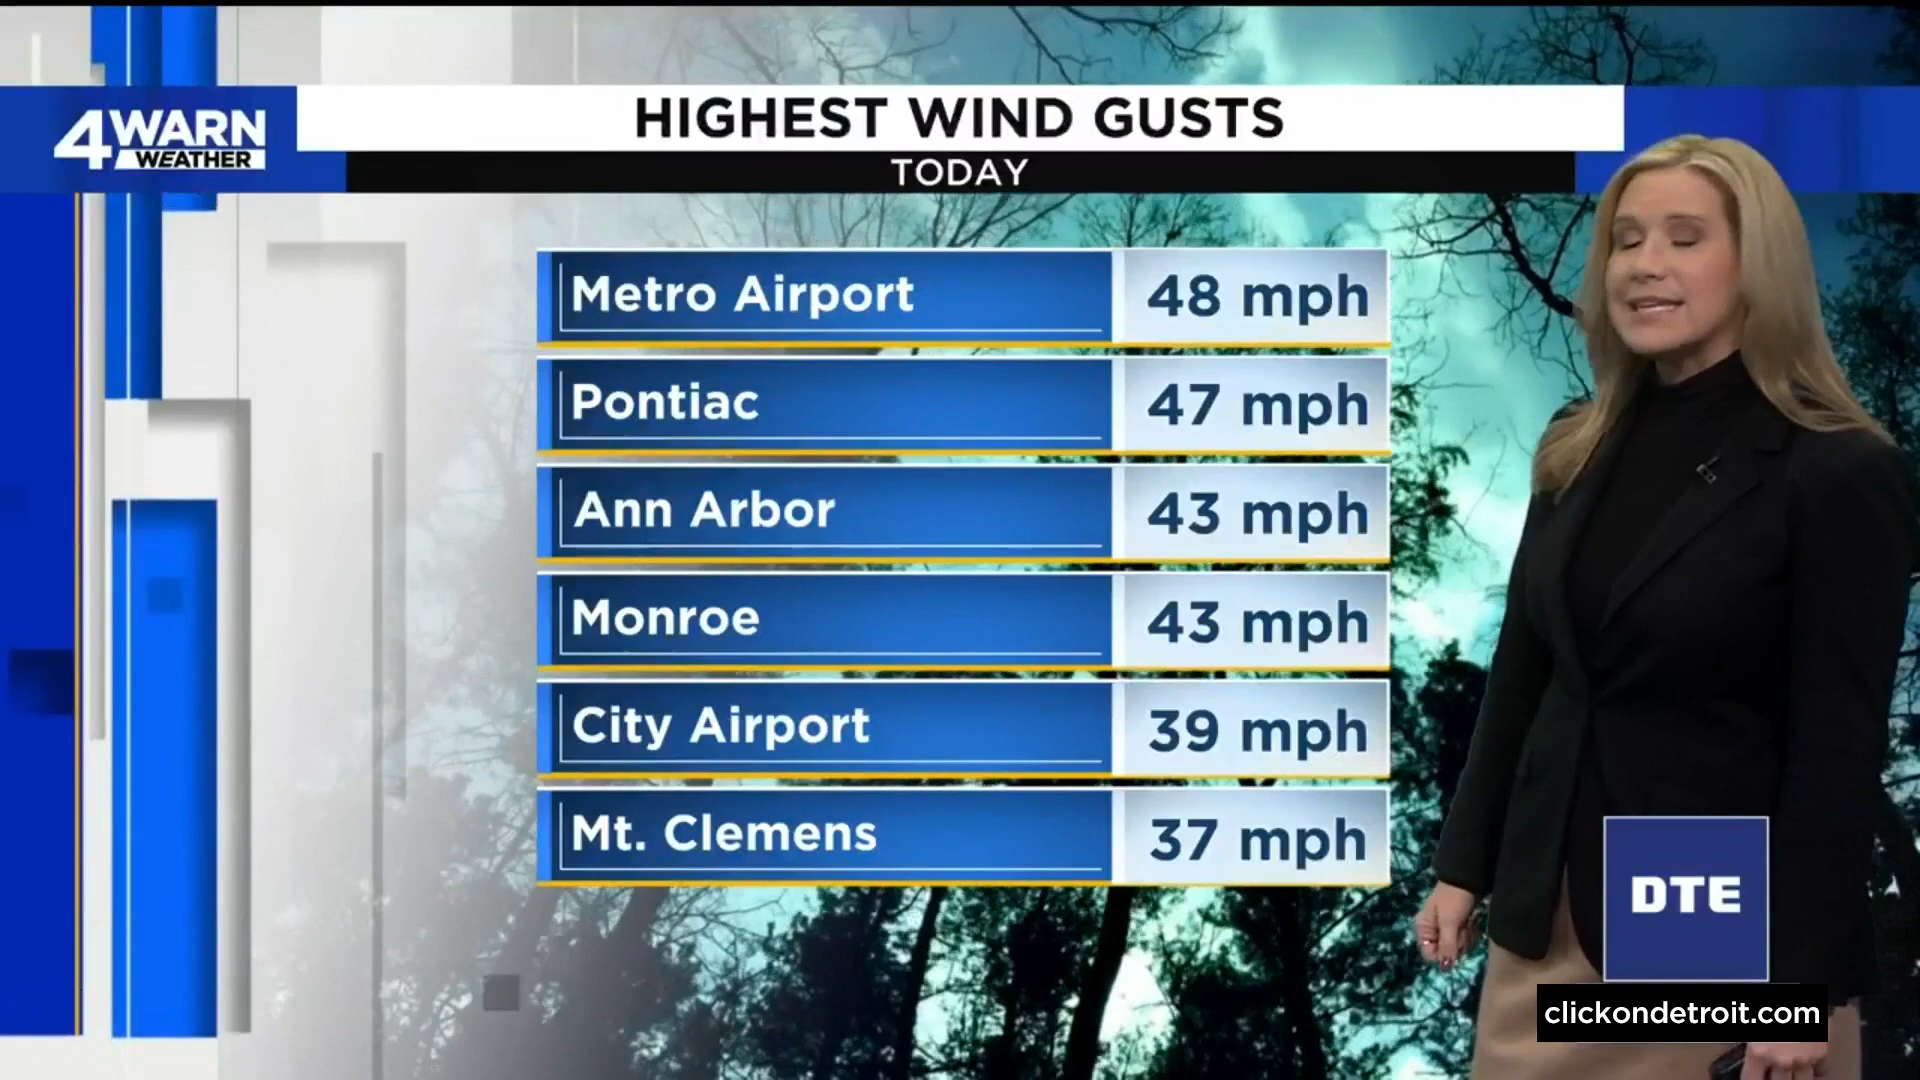 4WARN
WEATHER
HIGHEST WIND GUSTS
TODAY
Metro Airport 48 mph
Pontiac 47 mph
Ann Arbor 43 mph
Monroe 43 mph
City Airport 39 mph
Mt. Clemens 37 mph
DTE
clickondetroit.com